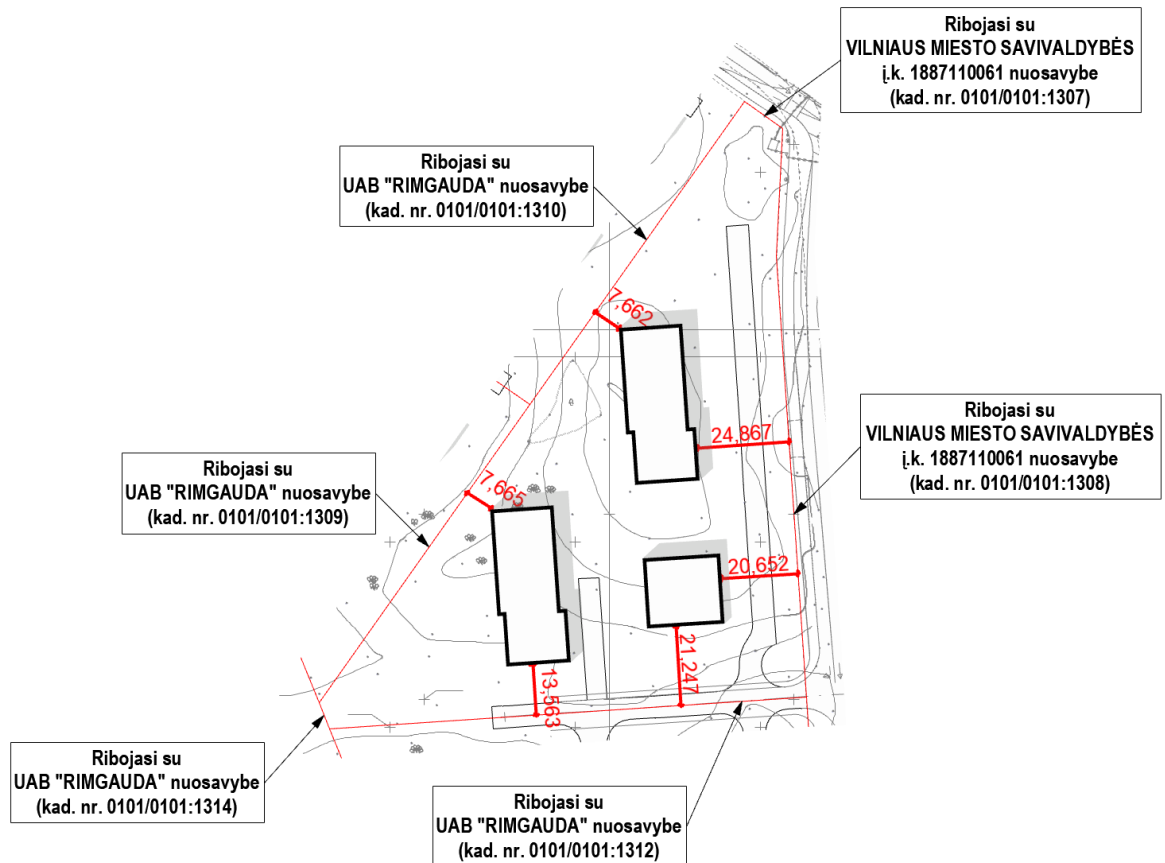 Ribojasi su
VILNIAUS MIESTO SAVIVALDYBĖS
į.k. 1887110061 nuosavybe
(kad. nr. 0101/0101:1307)
Ribojasi su
UAB "RIMGAUDA" nuosavybe
(kad. nr. 0101/0101:1310)
7,662
24,867
Ribojasi su
VILNIAUS MIESTO SAVIVALDYBĖS
į.k. 1887110061 nuosavybe
(kad. nr. 0101/0101:1308)
Ribojasi su
UAB "RIMGAUDA" nuosavybe
(kad. nr. 0101/0101:1309)
7,665
20,652
21,247
13,563
Ribojasi su
UAB "RIMGAUDA" nuosavybe
(kad. nr. 0101/0101:1314)
Ribojasi su
UAB "RIMGAUDA" nuosavybe
(kad. nr. 0101/0101:1312)